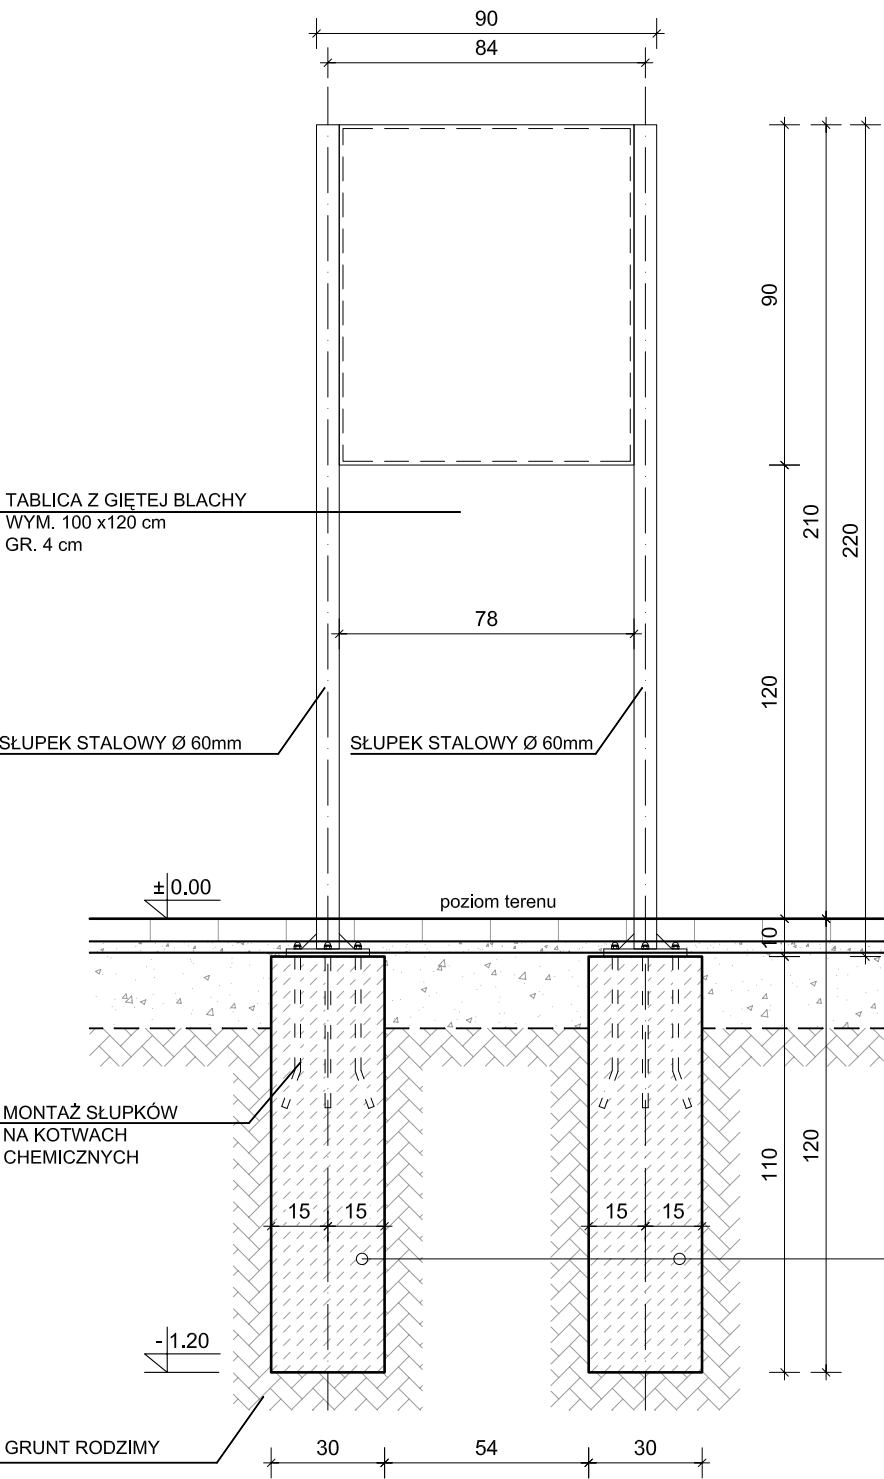 90
84
90
210
220
TABLICA Z GIĘTEJ BLACHY
WYM. 100 x120 cm
GR. 4 cm
78
120
SŁUPEK STALOWY Ø 60mm
SŁUPEK STALOWY Ø 60mm
± 0.00
poziom terenu
10
MONTAŻ SŁUPKÓW
NA KOTWACH
CHEMICZNYCH
110
120
15 15
15 15
- 1.20
GRUNT RODZIMY
30 54 30